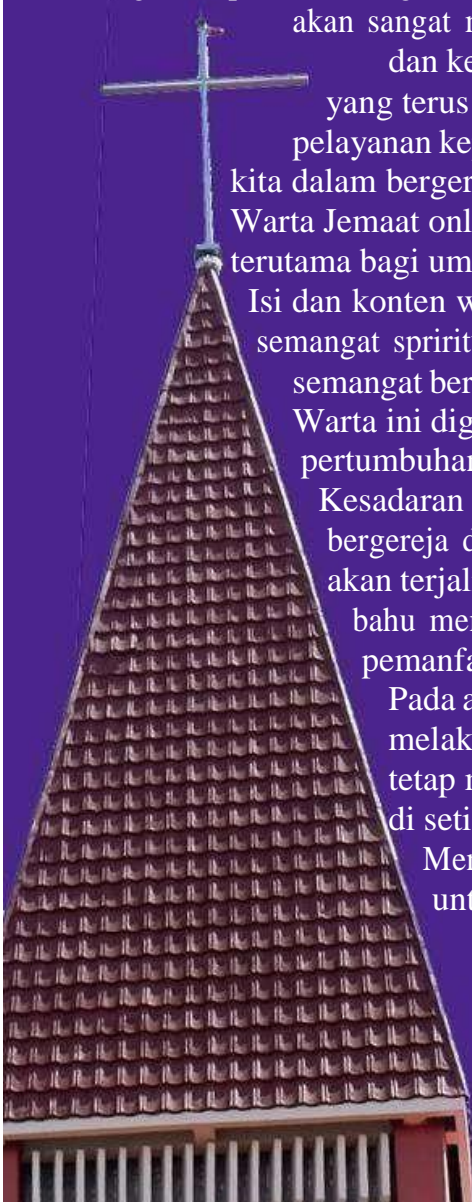 akan sangat
dan ke
yang terus
pelayanan ke
kita dalam berger
Warta Jemaat onl
terutama bagi um
Isi dan konten w
semangat spririt
semangat ber
Warta ini dig
pertumbuhan
Kesadaran
bergereja d
akan terjal
bahu mer
pemanfa
Pada a
melak
tetap
di seti
Mer
unt